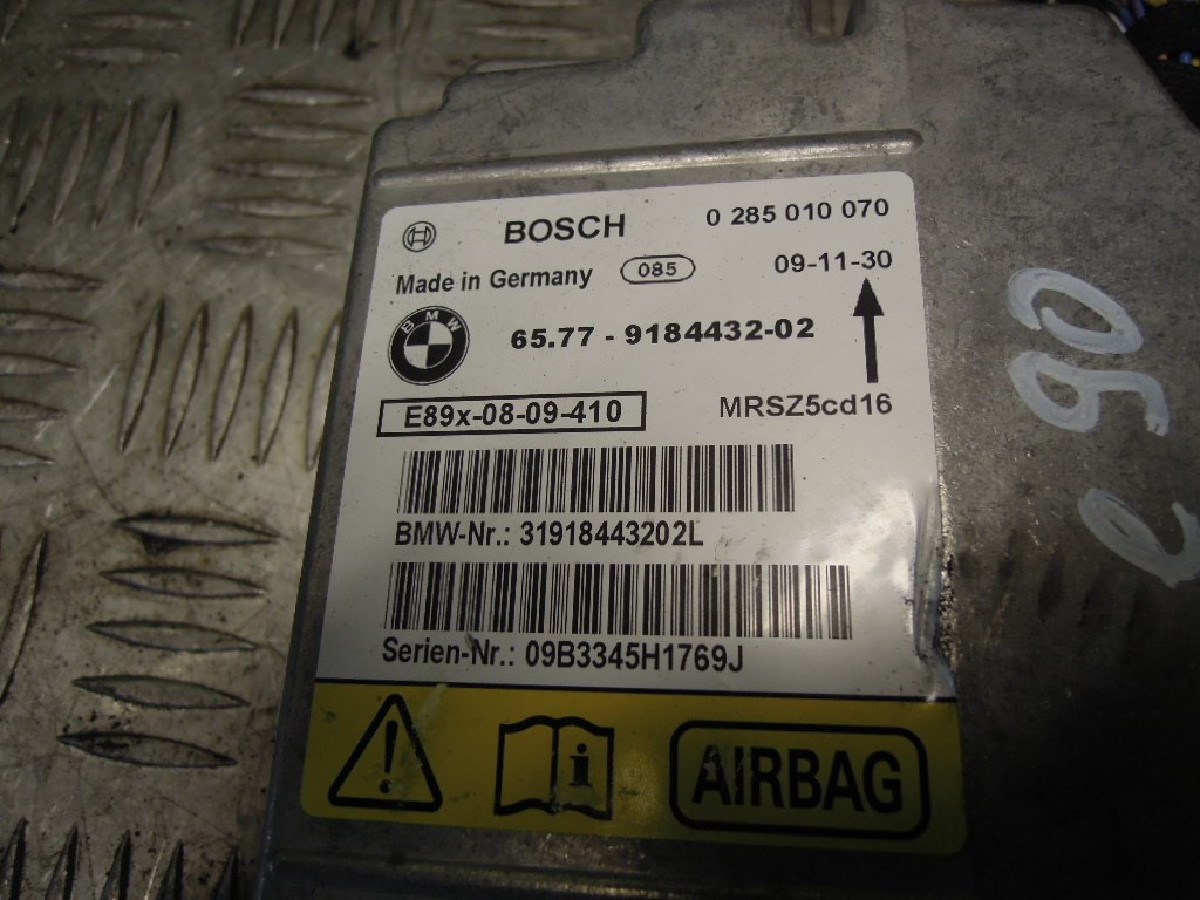 BOSCH 0 285 010 070
Made in Germany 085 09-11-30
BMW
65.77 - 9184432-02
E89x-08-09-410 MRSZ5cd16
BMW-Nr.: 31918443202L
Serien-Nr.: 09B3345H1769J
i AIRBAG